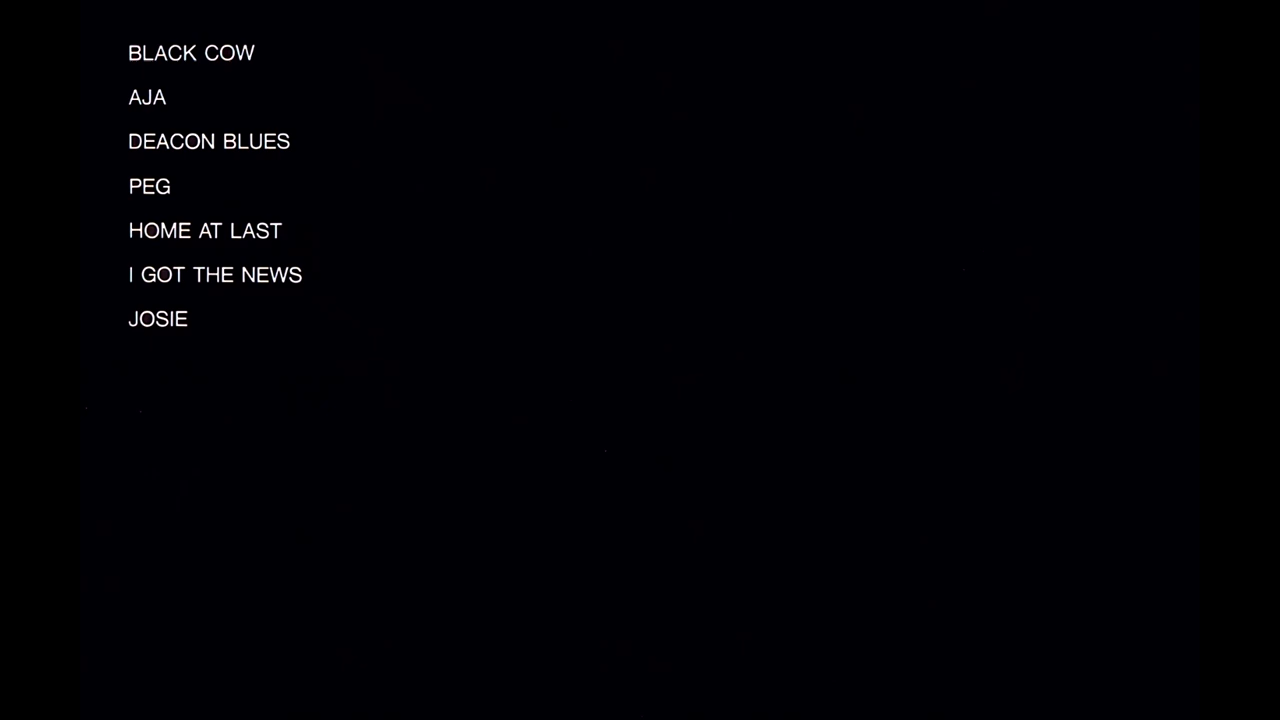 BLACK COW
AJA
DEACON BLUES
PEG
HOME AT LAST
I GOT THE NEWS
JOSIE